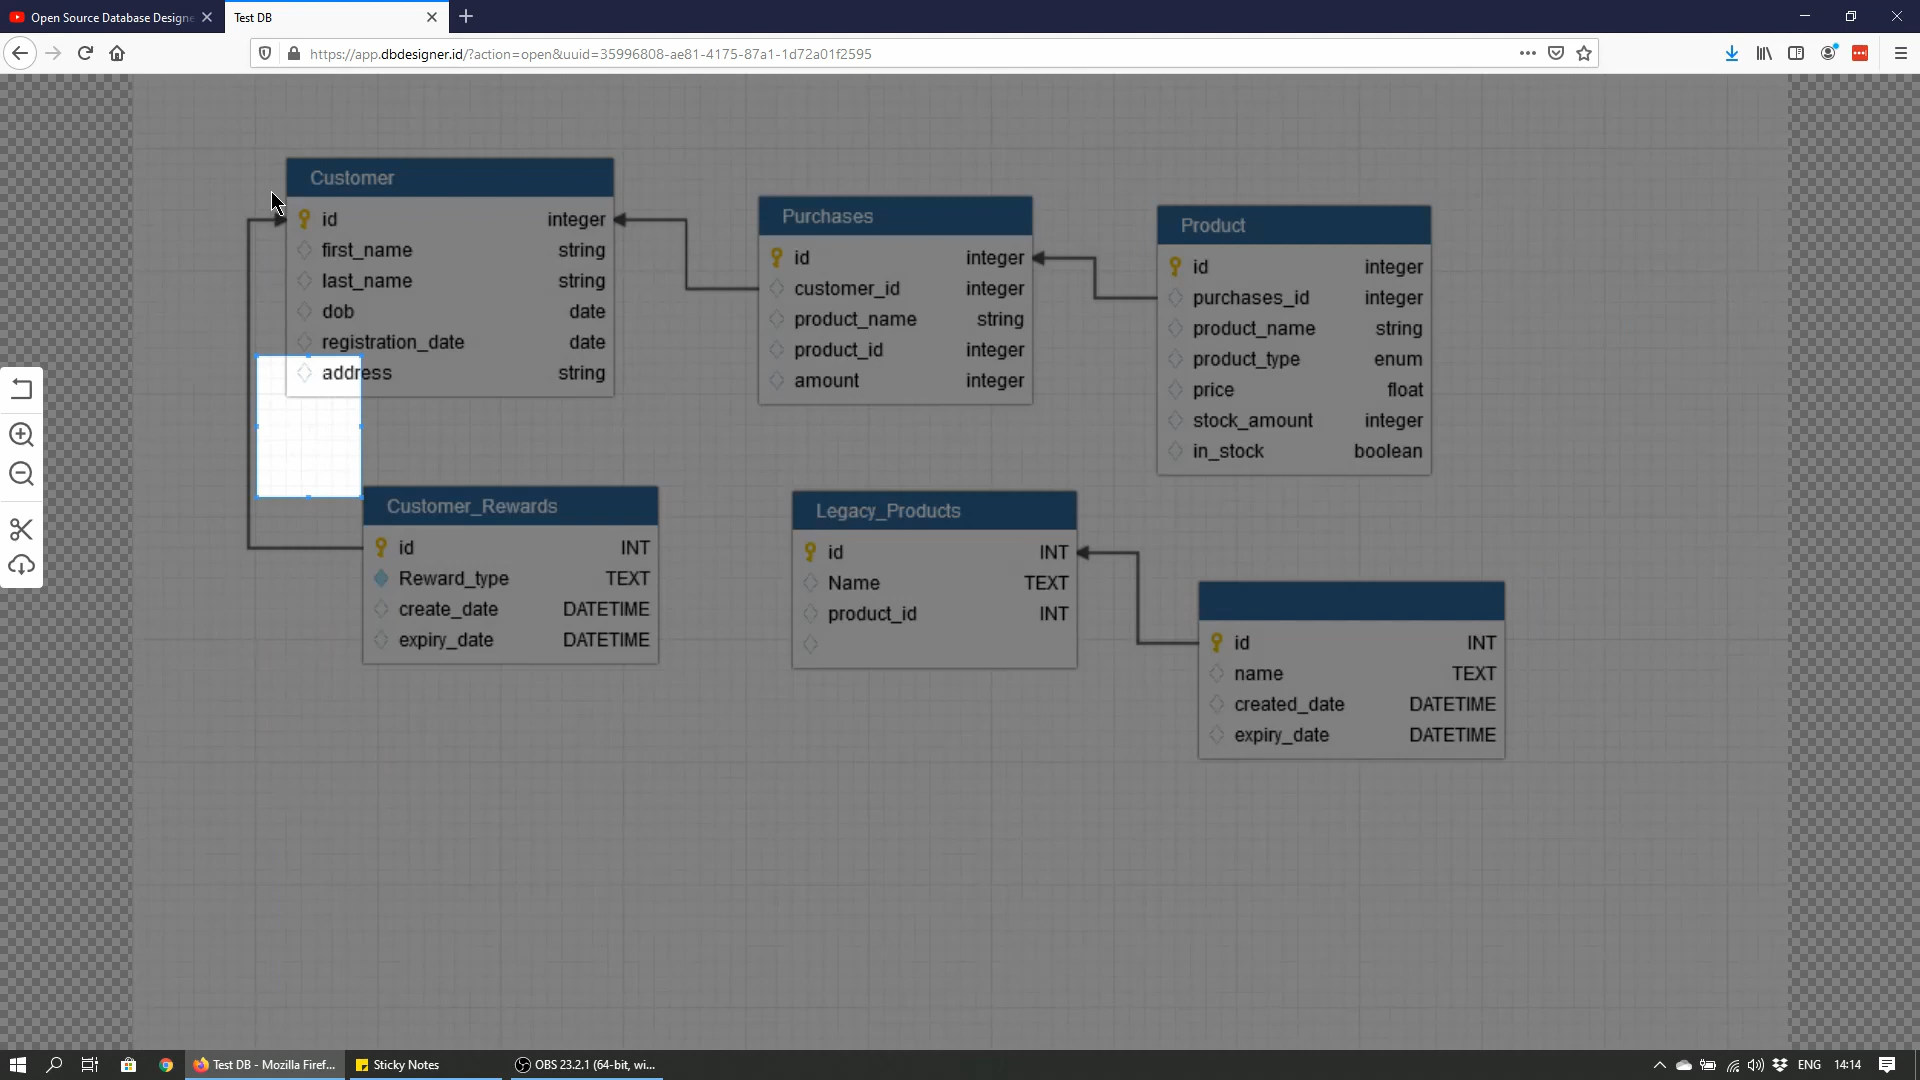 Open Source Database Designe
Test DB
https://app.dbdesigner.id/?action=open&uuid=35996808-ae81-4175-87a1-1d72a01f2595
Customer
id integer
first_name string
last_name string
dob date
registration_date date
address string
Purchases
id integer
customer_id integer
product_name string
product_id integer
amount integer
Product
id integer
purchases_id integer
product_name string
product_type enum
price float
stock_amount integer
in_stock boolean
Customer_Rewards
id INT
Reward_type TEXT
create_date DATETIME
expiry_date DATETIME
Legacy_Products
id INT
Name TEXT
product_id INT
id INT
name TEXT
created_date DATETIME
expiry_date DATETIME
Test DB - Mozilla Firef...
Sticky Notes
OBS 23.2.1 (64-bit, wi...
ENG
14:14